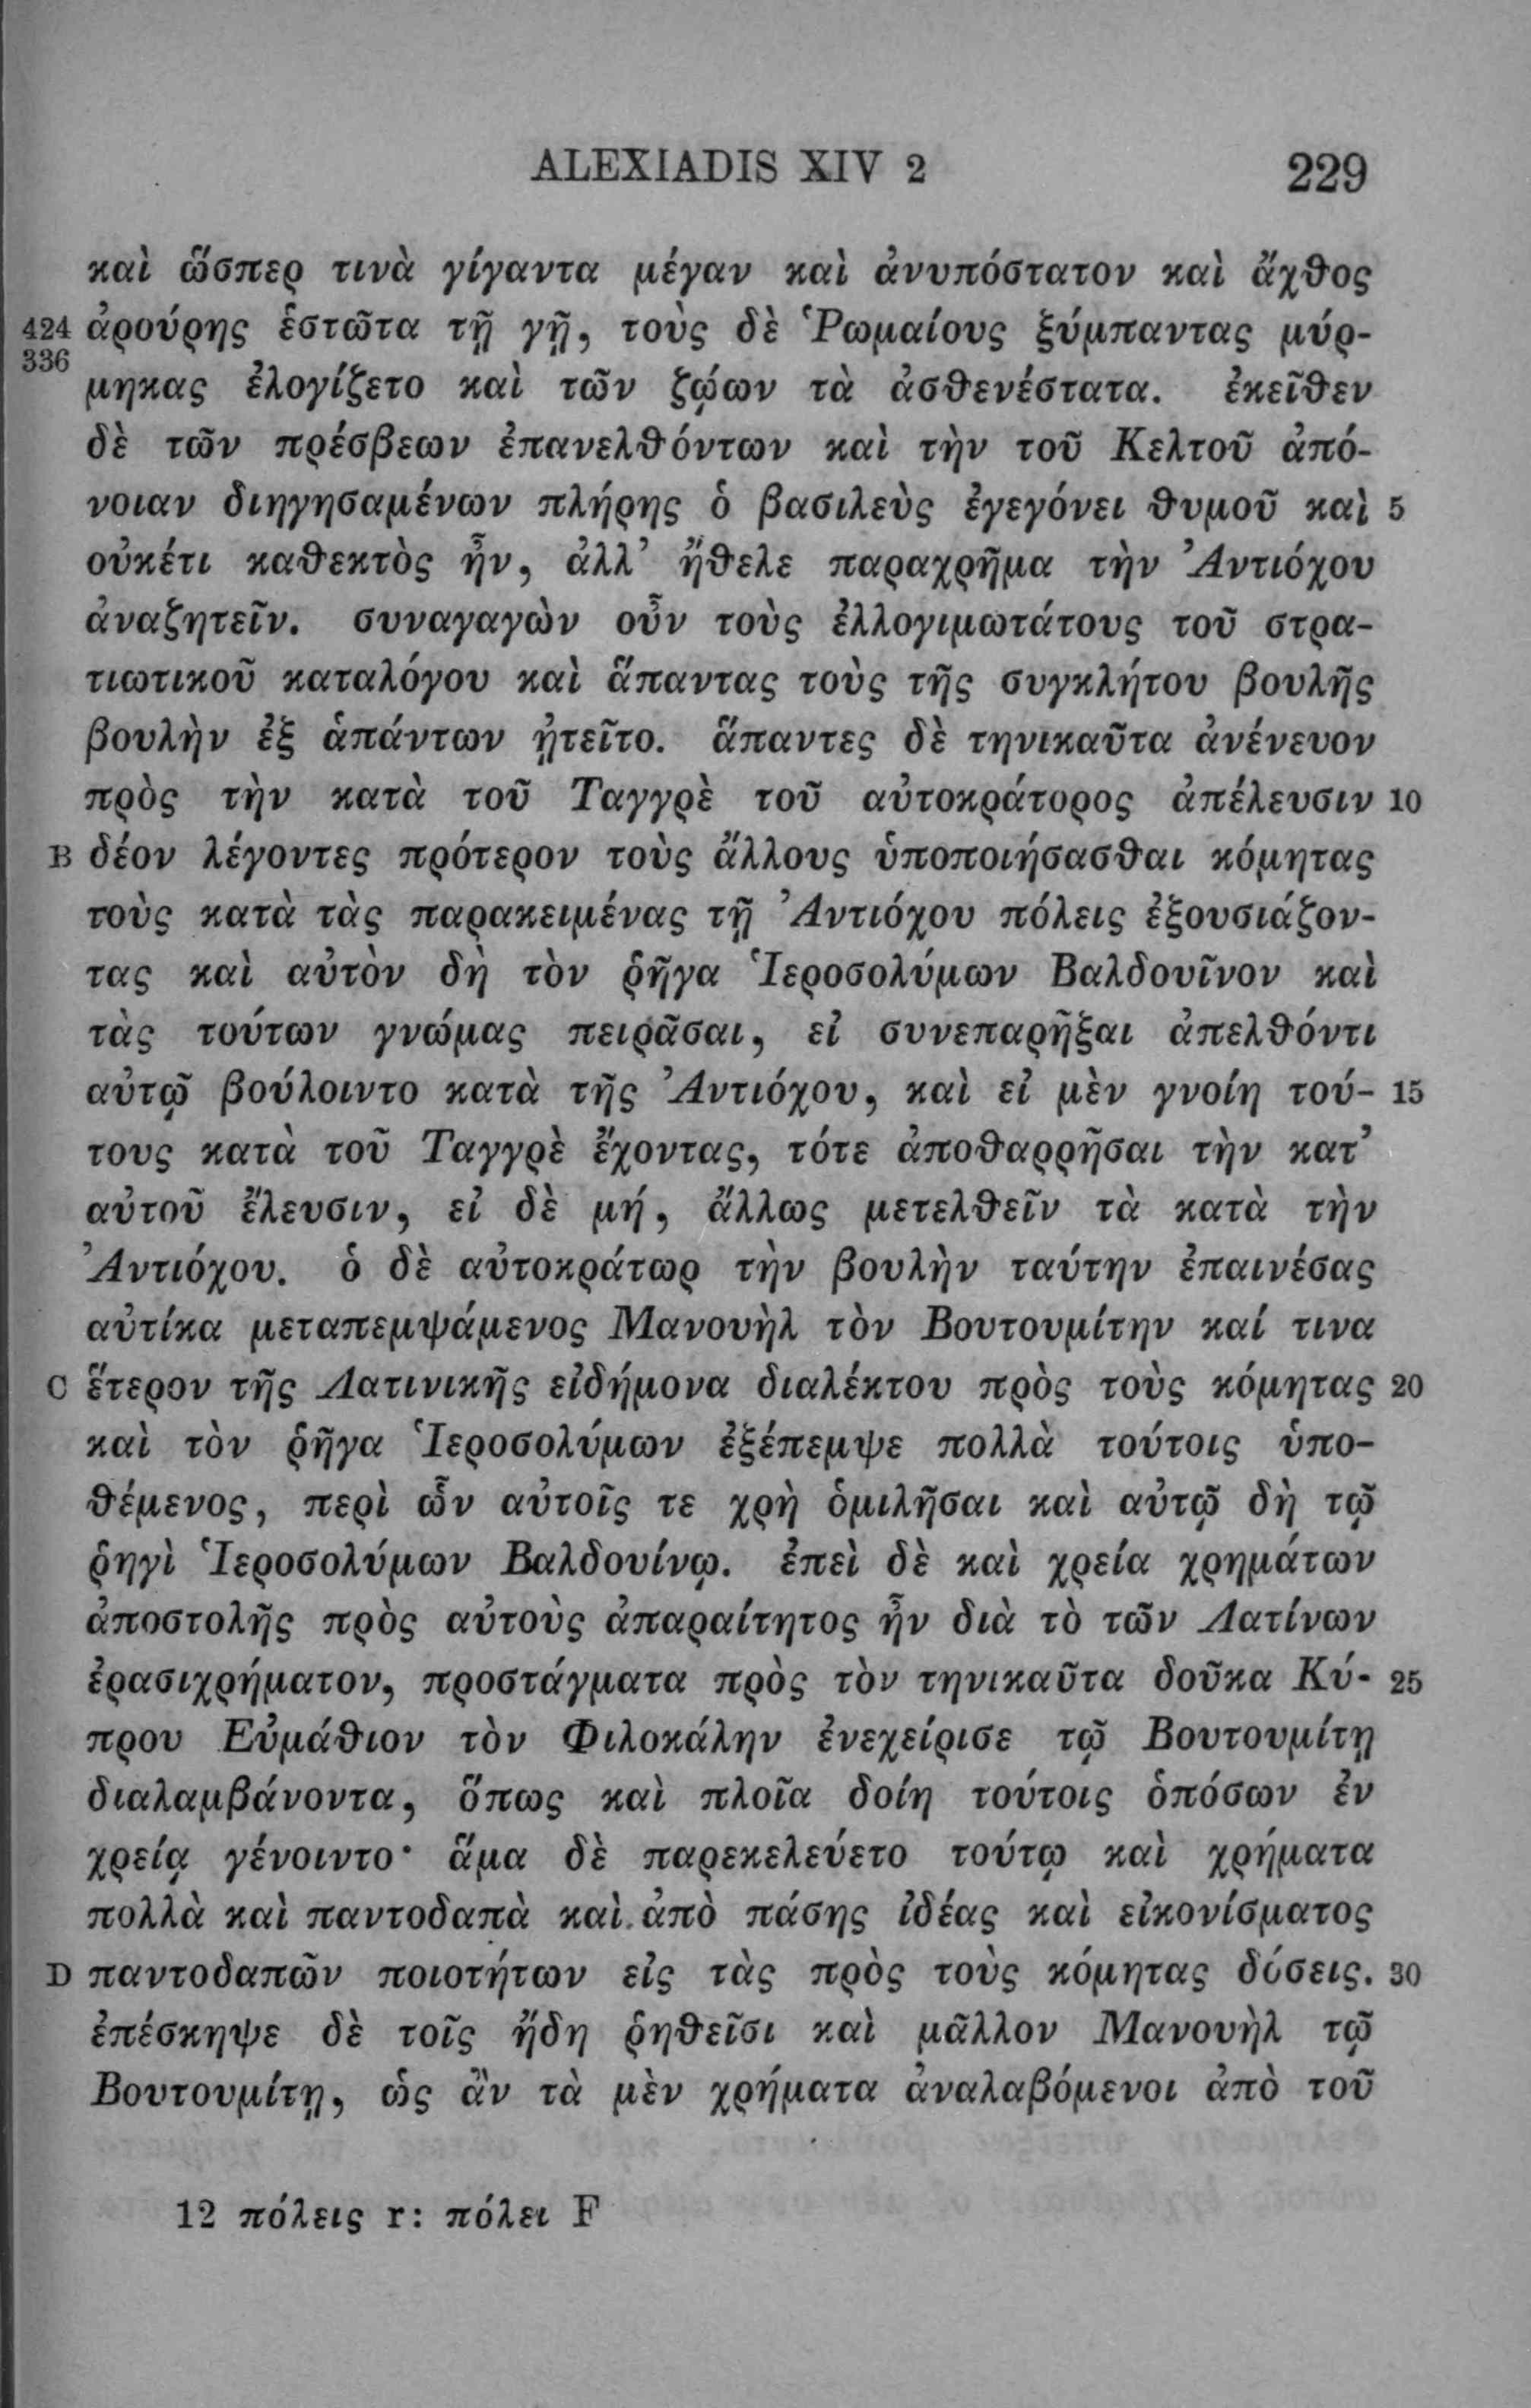 ALEXIADIS XIV 2 229
καὶ ὥσπερ τινὰ γίγαντα μέγαν καὶ ἀνυπόστατον καὶ ἄχθος
424 ἀρούρης ἑστῶτα τῇ γῇ, τοὺς δὲ Ῥωμαίους ξύμπαντας μύρ-
336 μηκας ἐλογίζετο καὶ τῶν ζῴων τὰ ἀσθενέστατα. ἐκεῖθεν
δὲ τῶν πρέσβεων ἐπανελθόντων καὶ τὴν τοῦ Κελτοῦ ἀπό-
νοιαν διηγησαμένων πλήρης ὁ βασιλεὺς ἐγεγόνει θυμοῦ καὶ 5
οὐκέτι καθεκτὸς ἦν, ἀλλ’ ἤθελε παραχρῆμα τὴν Ἀντιόχου
ἀναζητεῖν. συναγαγὼν οὖν τοὺς ἐλλογιμωτάτους τοῦ στρα-
τιωτικοῦ καταλόγου καὶ ἅπαντας τοὺς τῆς συγκλήτου βουλῆς
βουλὴν ἐξ ἁπάντων ᾐτεῖτο. ἅπαντες δὲ τηνικαῦτα ἀνένευον
πρὸς τὴν κατὰ τοῦ Ταγγρὲ τοῦ αὐτοκράτορος ἀπέλευσιν 10
B δέον λέγοντες πρότερον τοὺς ἄλλους ὑποποιήσασθαι κόμητας
τοὺς κατὰ τὰς παρακειμένας τῇ Ἀντιόχου πόλεις ἐξουσιάζον-
τας καὶ αὐτὸν δὴ τὸν ῥῆγα Ἱεροσολύμων Βαλδουῖνον καὶ
τὰς τούτων γνώμας πειρᾶσαι, εἰ συνεπαρῆξαι ἀπελθόντι
αὐτῷ βούλοιντο κατὰ τῆς Ἀντιόχου, καὶ εἰ μὲν γνοίη τού- 15
τους κατὰ τοῦ Ταγγρὲ ἔχοντας, τότε ἀποθαρρῆσαι τὴν κατ’
αὐτοῦ ἔλευσιν, εἰ δὲ μή, ἄλλως μετελθεῖν τὰ κατὰ τὴν
Ἀντιόχου. ὁ δὲ αὐτοκράτωρ τὴν βουλὴν ταύτην ἐπαινέσας
αὐτίκα μεταπεμψάμενος Μανουὴλ τὸν Βουτουμίτην καί τινα
C ἕτερον τῆς Λατινικῆς εἰδήμονα διαλέκτου πρὸς τοὺς κόμητας 20
καὶ τὸν ῥῆγα Ἱεροσολύμων ἐξέπεμψε πολλὰ τούτοις ὑπο-
θέμενος, περὶ ὧν αὐτοῖς τε χρὴ ὁμιλῆσαι καὶ αὐτῷ δὴ τῷ
ῥηγὶ Ἱεροσολύμων Βαλδουίνῳ. ἐπεὶ δὲ καὶ χρεία χρημάτων
ἀποστολῆς πρὸς αὐτοὺς ἀπαραίτητος ἦν διὰ τὸ τῶν Λατίνων
ἐρασιχρήματον, προστάγματα πρὸς τὸν τηνικαῦτα δοῦκα Κύ- 25
πρου Εὐμάθιον τὸν Φιλοκάλην ἐνεχείρισε τῷ Βουτουμίτῃ
διαλαμβάνοντα, ὅπως καὶ πλοῖα δοίη τούτοις ὁπόσων ἐν
χρείᾳ γένοιντο· ἅμα δὲ παρεκελεύετο τούτῳ καὶ χρήματα
πολλὰ καὶ παντοδαπὰ καὶ ἀπὸ πάσης ἰδέας καὶ εἰκονίσματος
D παντοδαπῶν ποιοτήτων εἰς τὰς πρὸς τοὺς κόμητας δόσεις. 30
ἐπέσκηψε δὲ τοῖς ἤδη ῥηθεῖσι καὶ μᾶλλον Μανουὴλ τῷ
Βουτουμίτῃ, ὡς ἂν τὰ μὲν χρήματα ἀναλαβόμενοι ἀπὸ τοῦ
12 πόλεις r: πόλει F